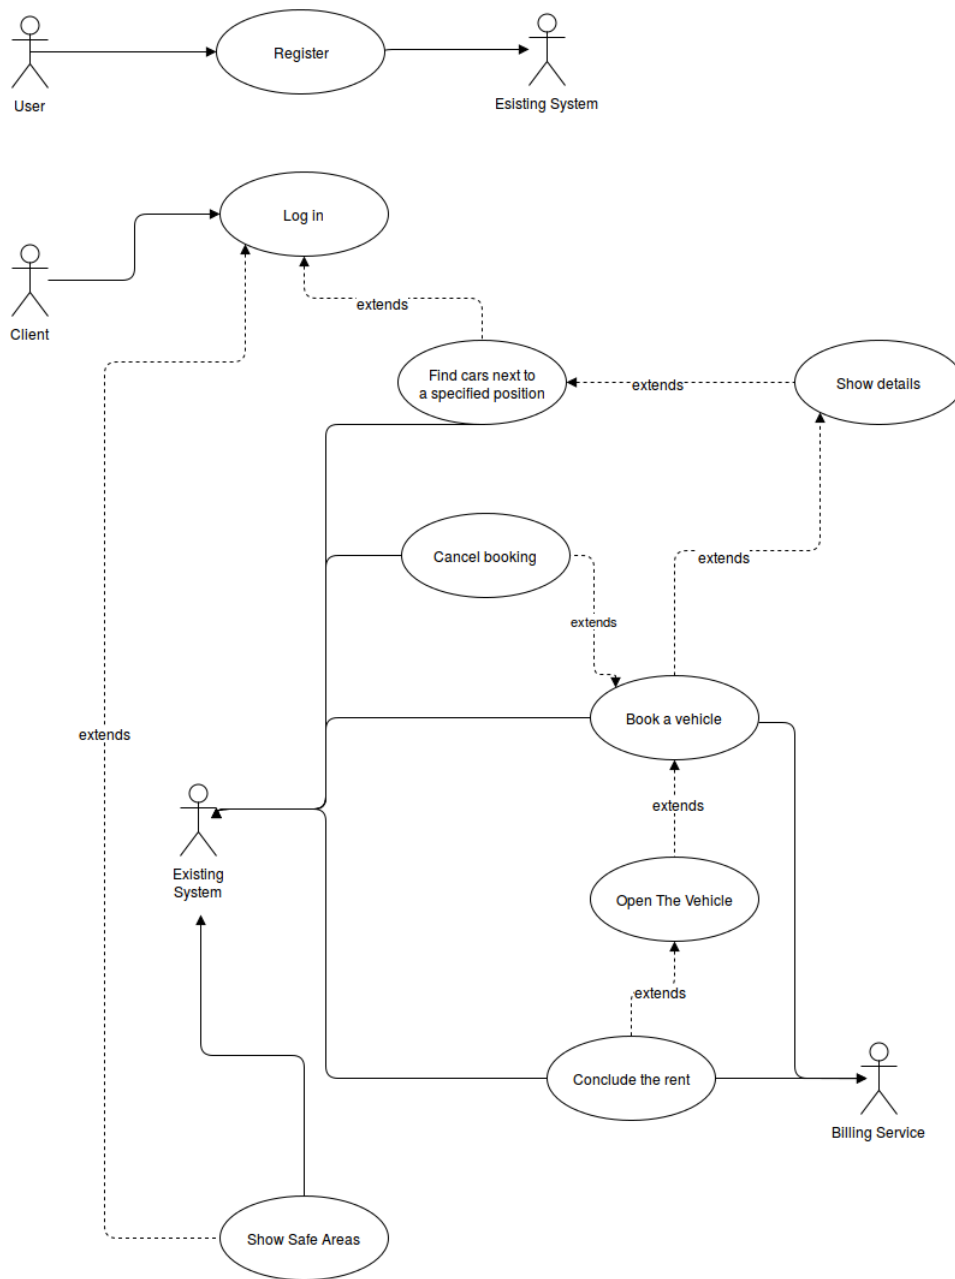 Register
User
Esisting System
Log in
Client
extends
Find cars next to
a specified position
extends
Show details
Cancel booking
extends
extends
Book a vehicle
extends
extends
Existing
System
Open The Vehicle
extends
Conclude the rent
Billing Service
Show Safe Areas